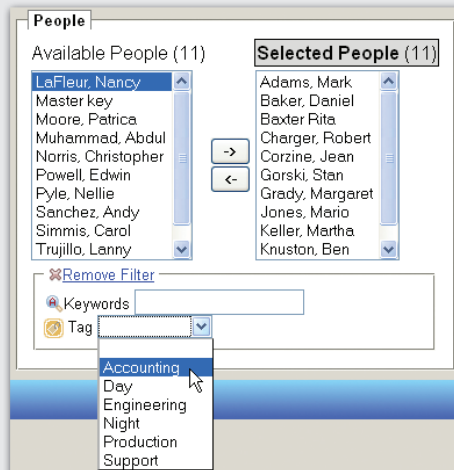 People
Available People (11)
Selected People (11)
LaFleur, Nancy
Master key
Moore, Patrica
Muhammad, Abdul
Norris, Christopher
Powell, Edwin
Pyle, Nellie
Sanchez, Andy
Simmis, Carol
Trujillo, Lanny
->
<-
Adams, Mark
Baker, Daniel
Baxter Rita
Charger, Robert
Corzine, Jean
Gorski, Stan
Grady, Margaret
Jones, Mario
Keller, Martha
Knuston, Ben
Remove Filter
Keywords
Tag
Accounting
Day
Engineering
Night
Production
Support